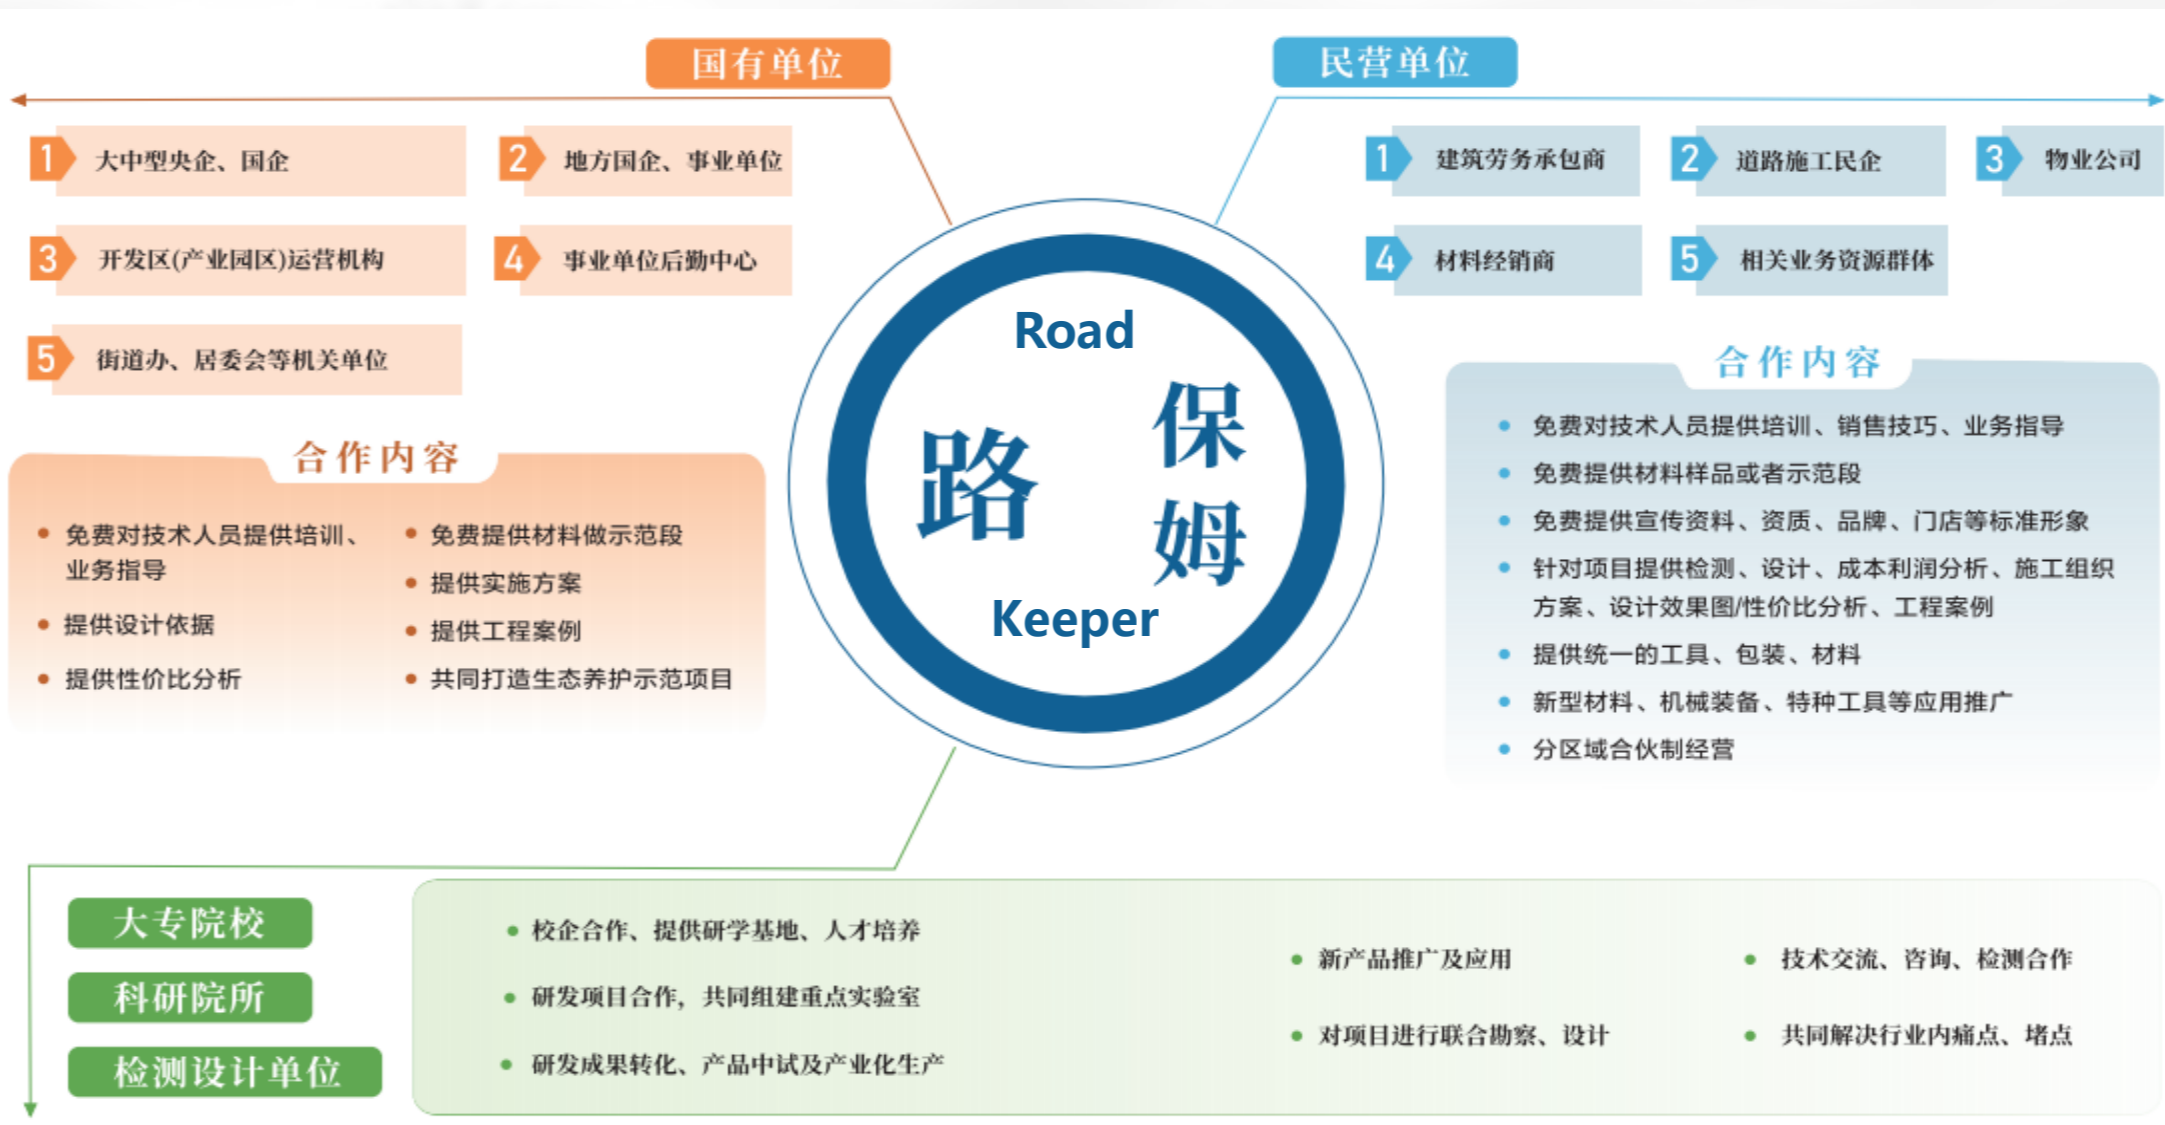 国有单位
1 大中型央企、国企
2 地方国企、事业单位
3 开发区(产业园区)运营机构
4 事业单位后勤中心
5 街道办、居委会等机关单位
合作内容
免费对技术人员提供培训、
业务指导
提供设计依据
提供性价比分析
免费提供材料做示范段
提供实施方案
提供工程案例
共同打造生态养护示范项目
Road
路
保
姆
Keeper
民营单位
1 建筑劳务承包商
2 道路施工民企
3 物业公司
4 材料经销商
5 相关业务资源群体
合作内容
免费对技术人员提供培训、销售技巧、业务指导
免费提供材料样品或者示范段
免费提供宣传资料、资质、品牌、门店等标准形象
针对项目提供检测、设计、成本利润分析、施工组织
方案、设计效果图/性价比分析、工程案例
提供统一的工具、包装、材料
新型材料、机械装备、特种工具等应用推广
分区域合伙制经营
大专院校
科研院所
检测设计单位
校企合作、提供研学基地、人才培养
研发项目合作，共同组建重点实验室
研发成果转化、产品中试及产业化生产
新产品推广及应用
对项目进行联合勘察、设计
技术交流、咨询、检测合作
共同解决行业内痛点、堵点